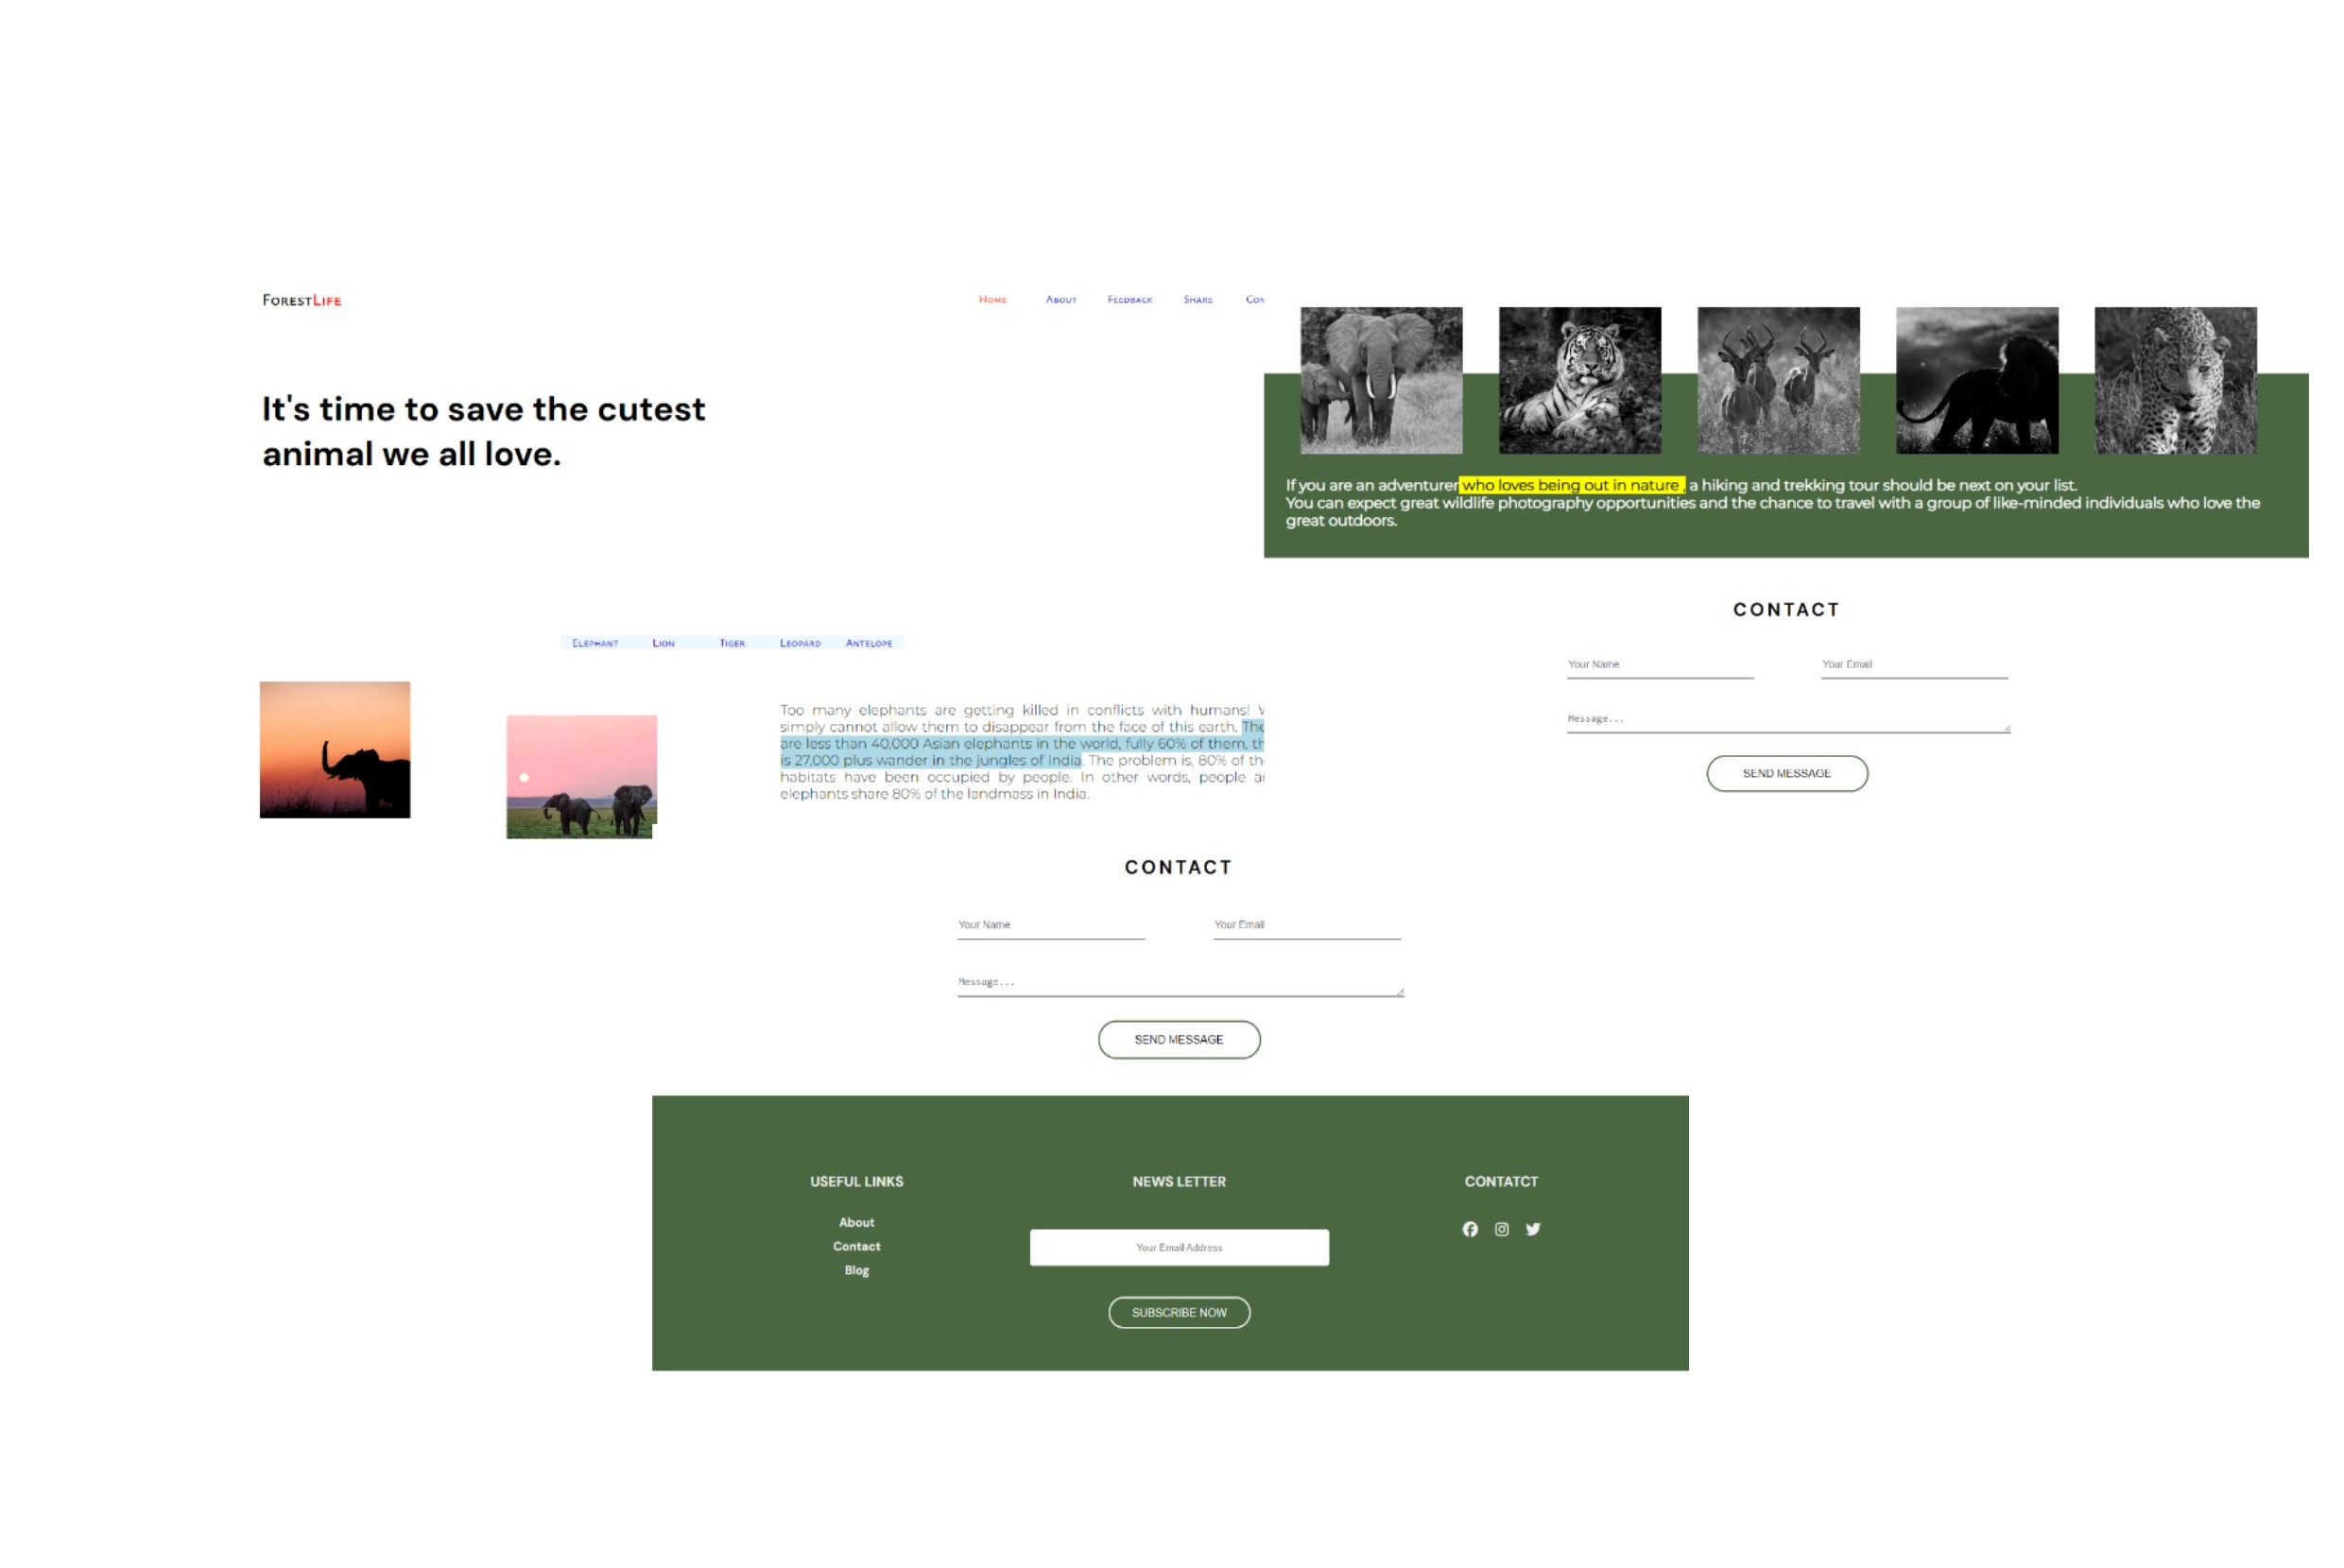 FORESTLIFE
HOME ABOUT FEEDBACK SHARE
It's time to save the cutest
animal we all love.
ELEPHANT LION TIGER LEOPARD ANTELOPE
Too many elephants are getting killed in conflicts with humans!
simply cannot allow them to disappear from the face of this earth.
are less than 40,000 Asian elephants in the world, fully 60% of them,
is 27,000 plus wander in the jungles of India. The problem is, 80% of
habitats have been occupied by people. In other words, people
elephants share 80% of the landmass in India.
If you are an adventurer who loves being out in nature , a hiking and trekking tour should be next on your list.
You can expect great wildlife photography opportunities and the chance to travel with a group of like-minded individuals who love the
great outdoors.
CONTACT
Your Name Your Email
Message...
SEND MESSAGE
CONTACT
Your Name Your Email
Message...
SEND MESSAGE
USEFUL LINKS
About
Contact
Blog
NEWS LETTER
Your Email Address
SUBSCRIBE NOW
CONTATCT